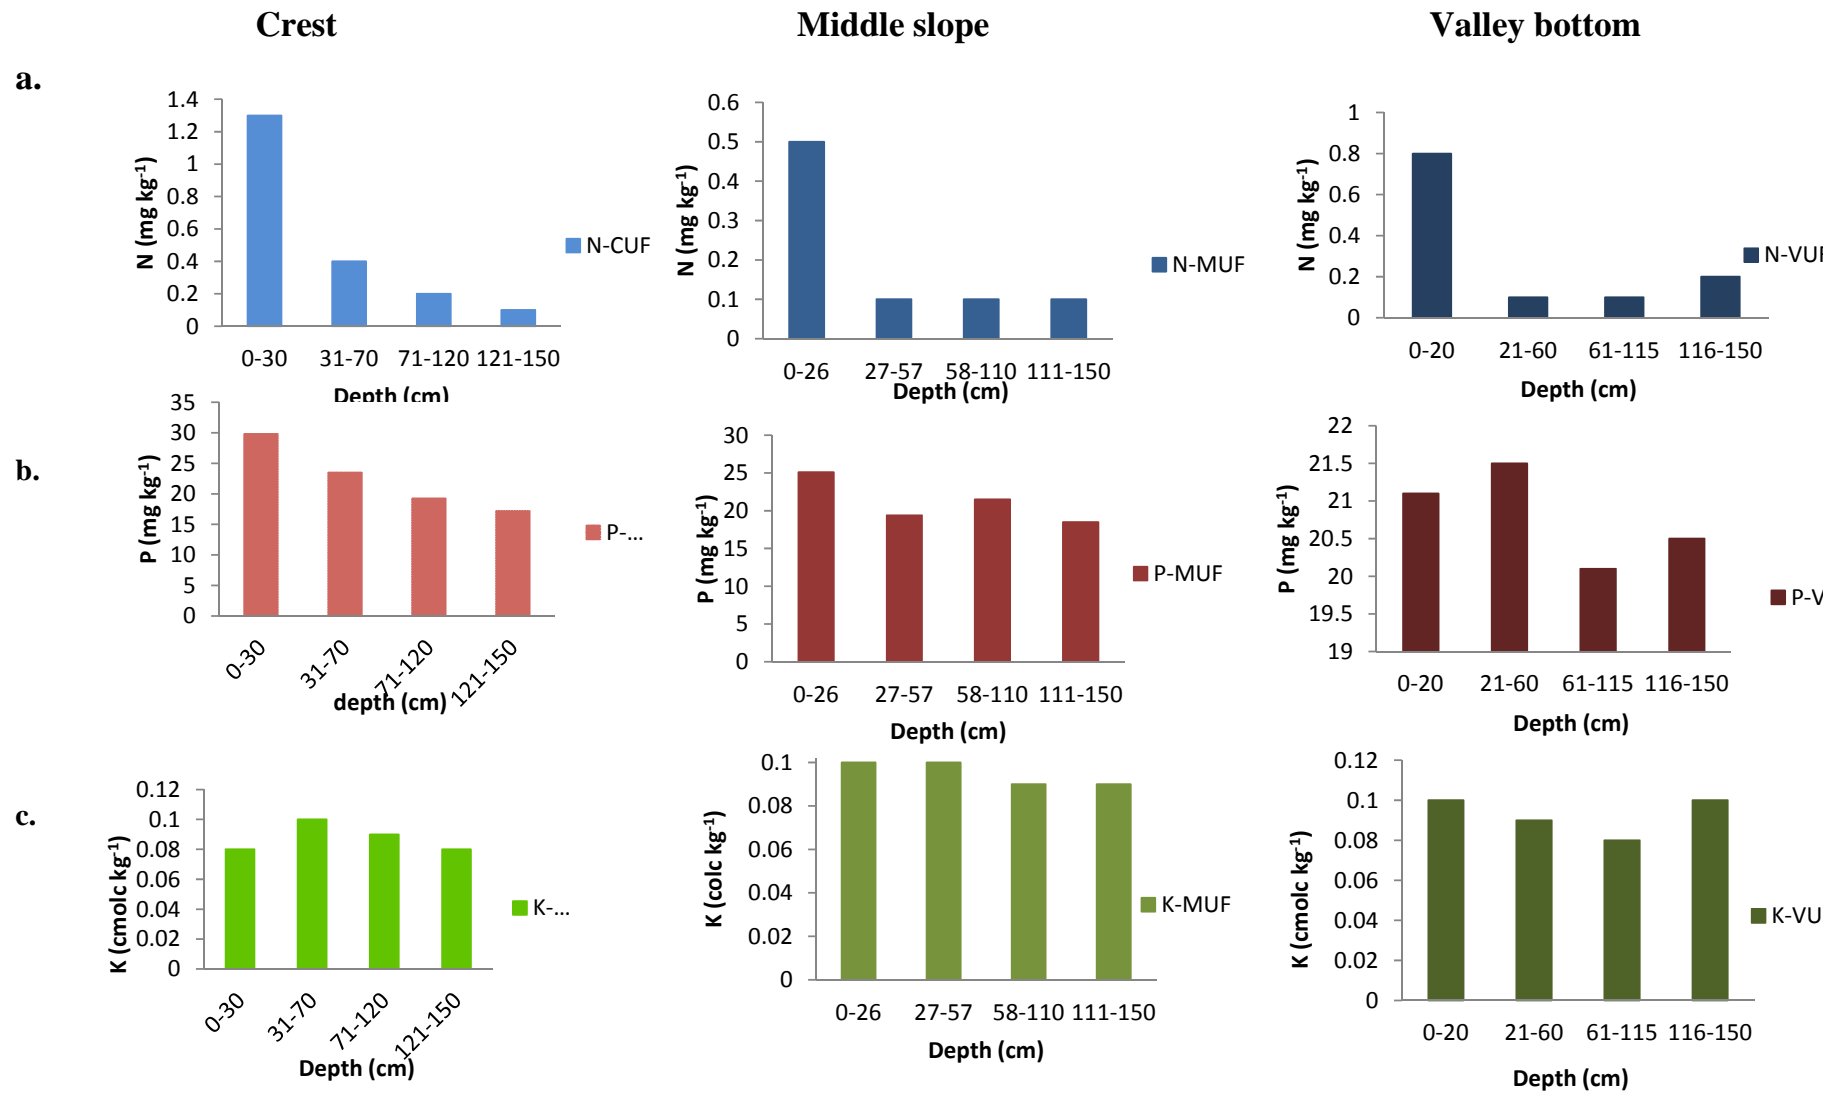 Crest
Middle slope
Valley bottom
a.
1.4
1.2
1
0.8
0.6
0.4
0.2
0
N (mg kg-1)
0-30 31-70 71-120 121-150
Depth (cm)
N-CUF
0.6
0.5
0.4
0.3
0.2
0.1
0
N (mg kg-1)
0-26 27-57 58-110 111-150
Depth (cm)
N-MUF
1
0.8
0.6
0.4
0.2
0
N (mg kg-1)
0-20 21-60 61-115 116-150
Depth (cm)
N-VUF
b.
35
30
25
20
15
10
5
0
P (mg kg-1)
0-30 31-70 71-120 121-150
depth (cm)
P-...
30
25
20
15
10
5
0
P (mg kg-1)
0-26 27-57 58-110 111-150
Depth (cm)
P-MUF
22
21.5
21
20.5
20
19.5
19
P (mg kg-1)
0-20 21-60 61-115 116-150
Depth (cm)
P-V
c.
0.12
0.1
0.08
0.06
0.04
0.02
0
K (cmolc kg-1)
0-30 31-70 71-120 121-150
Depth (cm)
K-...
0.1
0.08
0.06
0.04
0.02
0
K (colc kg-1)
0-26 27-57 58-110 111-150
Depth (cm)
K-MUF
0.12
0.1
0.08
0.06
0.04
0.02
0
K (cmolc kg-1)
0-20 21-60 61-115 116-150
Depth (cm)
K-VU